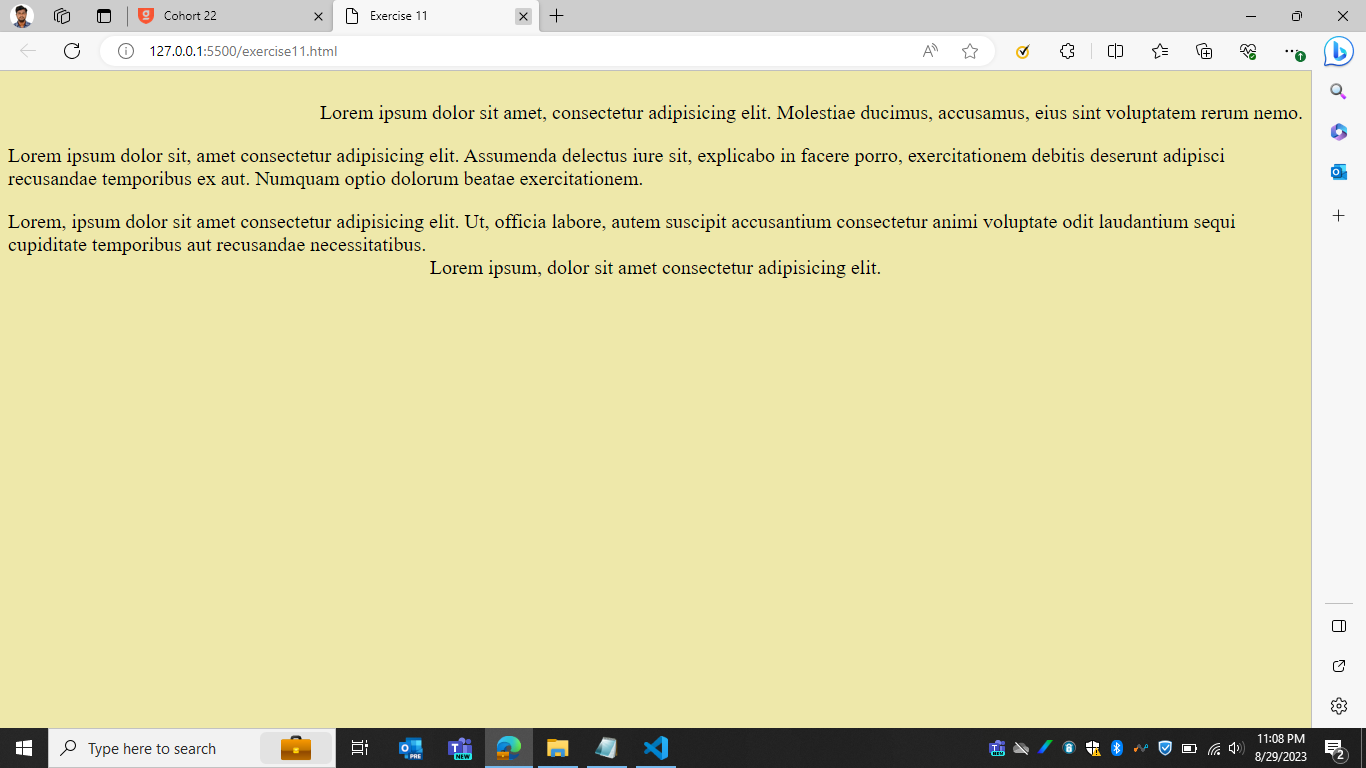 Cohort 22
Exercise 11
127.0.0.1:5500/exercise11.html
Lorem ipsum dolor sit amet, consectetur adipisicing elit. Molestiae ducimus, accusamus, eius sint voluptatem rerum nemo.
Lorem ipsum dolor sit, amet consectetur adipisicing elit. Assumenda delectus iure sit, explicabo in facere porro, exercitationem debitis deserunt adipisci
recusandae temporibus ex aut. Numquam optio dolorum beatae exercitationem.
Lorem, ipsum dolor sit amet consectetur adipisicing elit. Ut, officia labore, autem suscipit accusantium consectetur animi voluptate odit laudantium sequi
cupiditate temporibus aut recusandae necessitatibus.
Lorem ipsum, dolor sit amet consectetur adipisicing elit.
Type here to search
PRE
NEW
11:08 PM
8/29/2023
2